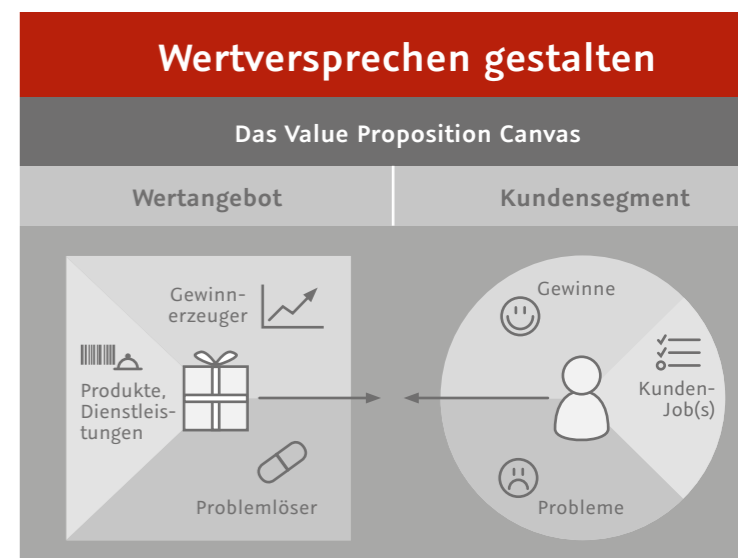 Wertversprechen gestalten
Das Value Proposition Canvas
Wertangebot
Kundensegment
Gewinn-
erzeuger
Produkte,
Dienstleis-
tungen
Problemlöser
Gewinne
Kunden-
Job(s)
Probleme